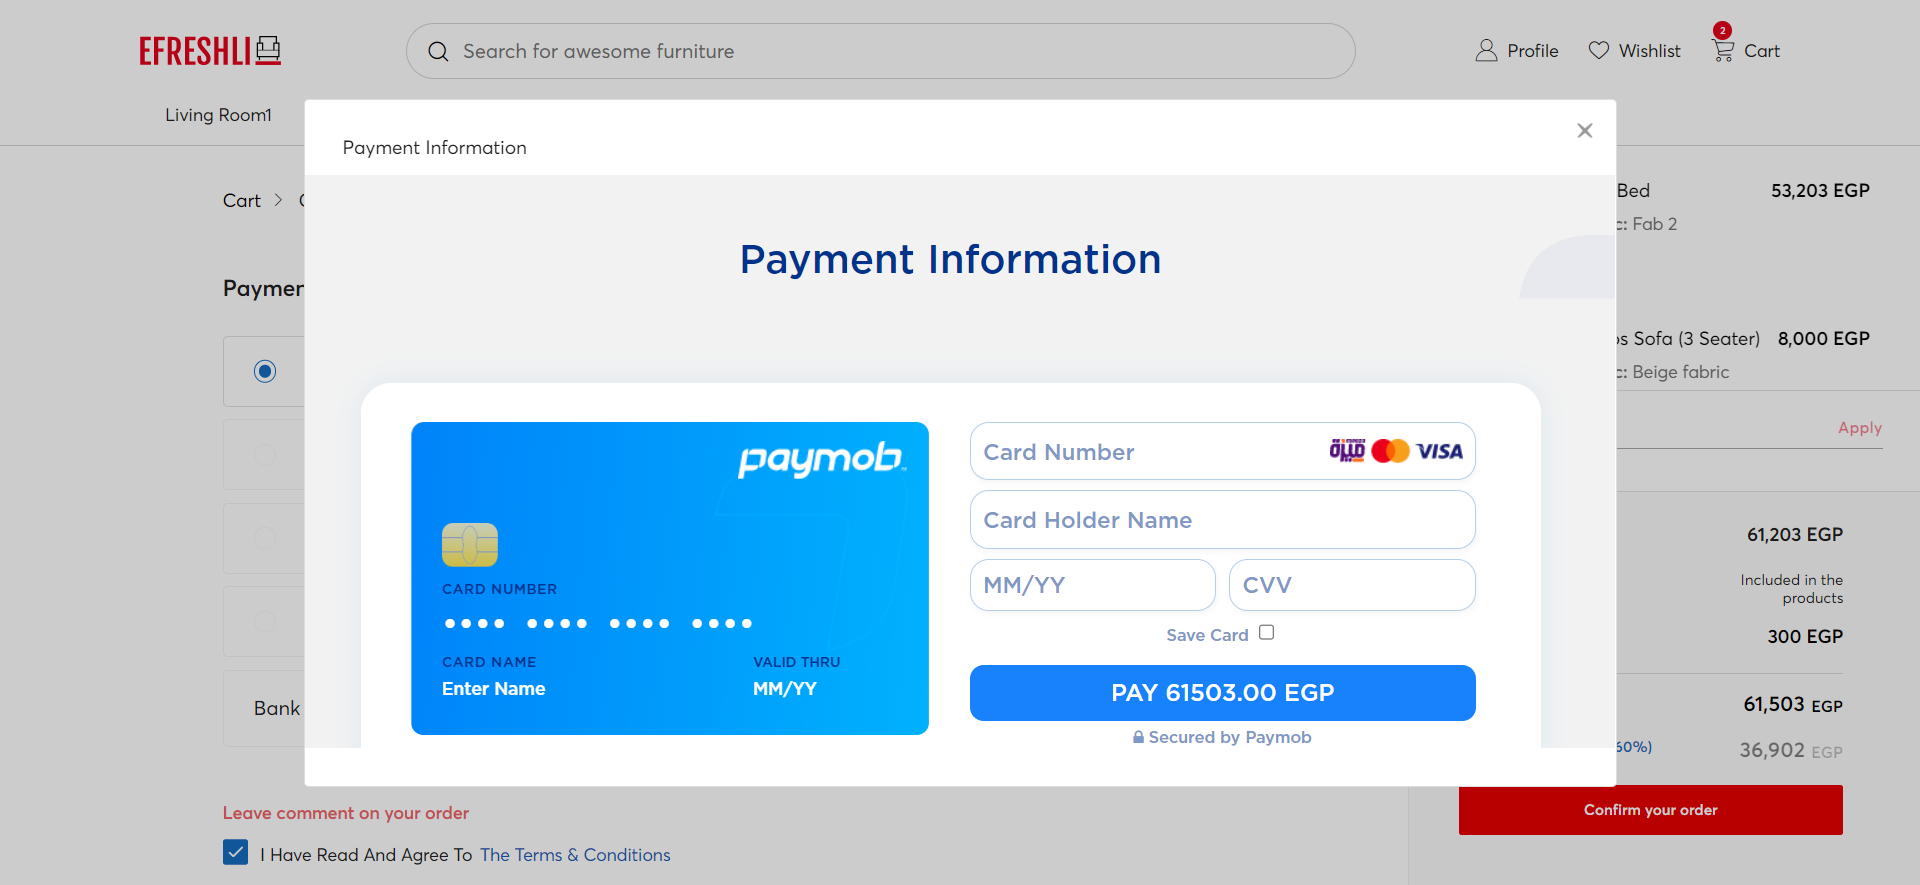 EFRESHLI
Search for awesome furniture
Profile
Wishlist
2
Cart
Living Room1
Payment Information
Cart
Bed
53,203 EGP
Fab 2
Payment Information
Sofa (3 Seater)
8,000 EGP
Beige fabric
Apply
paymob
CARD NUMBER
CARD NAME
VALID THRU
Enter Name
MM/YY
Card Number
ميزة
VISA
Card Holder Name
MM/YY
CVV
Save Card
PAY 61503.00 EGP
Secured by Paymob
61,203 EGP
Included in the
products
300 EGP
61,503 EGP
60%)
36,902 EGP
Bank
Confirm your order
Leave comment on your order
I Have Read And Agree To The Terms & Conditions